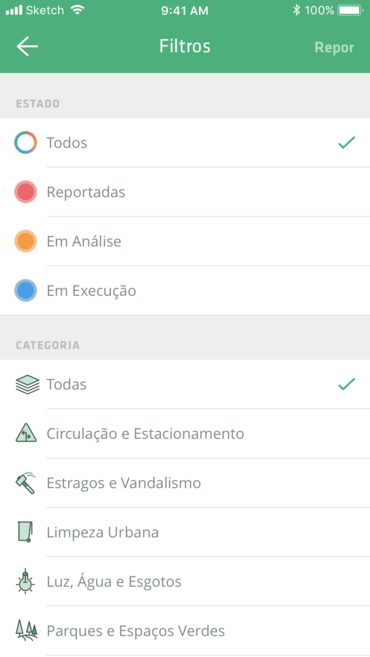 Sketch 9:41 AM 100%
Filtros Repor
ESTADO
Todos
Reportadas
Em Análise
Em Execução
CATEGORIA
Todas
Circulação e Estacionamento
Estragos e Vandalismo
Limpeza Urbana
Luz, Água e Esgotos
Parques e Espaços Verdes